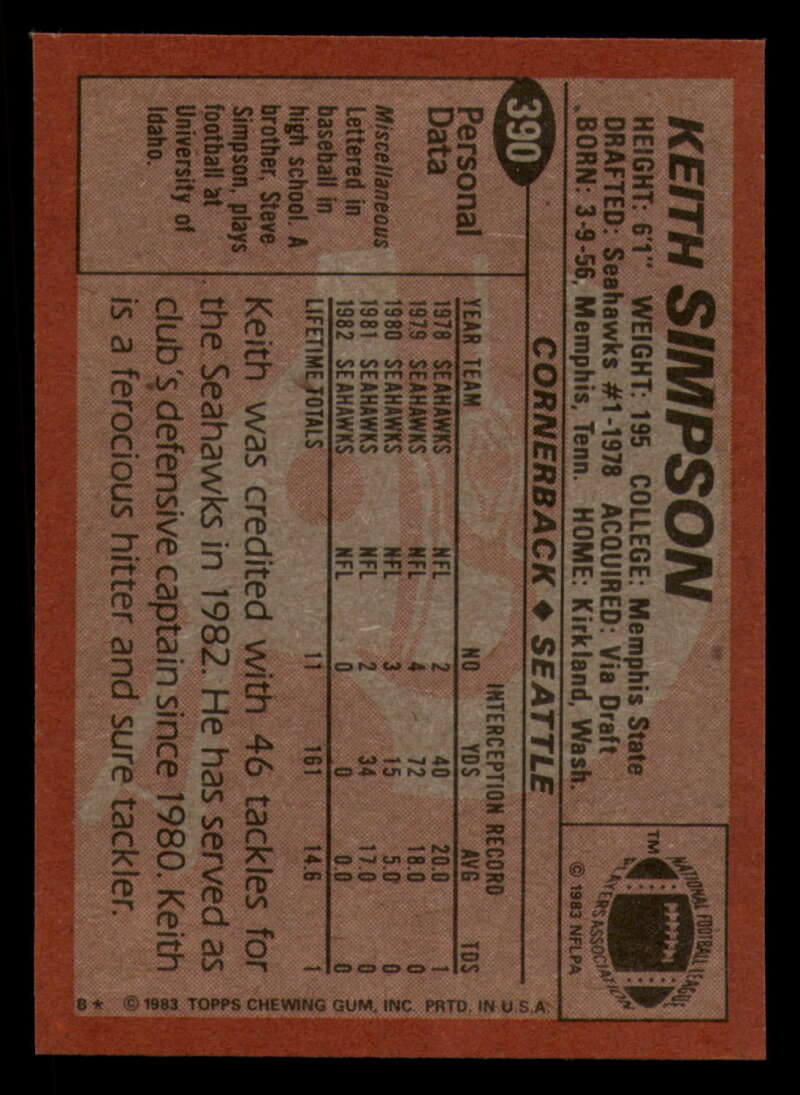 KEITH SIMPSON
HEIGHT: 6'1" WEIGHT: 195 COLLEGE: Memphis State
DRAFTED: Seahawks #1-1978 ACQUIRED: Via Draft
BORN: 3-9-56, Memphis, Tenn. HOME: Kirkland, Wash.
NATIONAL FOOTBALL LEAGUE
PLAYERS ASSOCIATION
TM
© 1983 NFLPA
390
CORNERBACK ♦ SEATTLE
Personal
Data
Miscellaneous
Lettered in
baseball in
high school. A
brother, Steve
Simpson, plays
football at
University of
Idaho.
INTERCEPTION RECORD
YEAR TEAM NO YDS AVG TDS
1978 SEAHAWKS NFL 2 40 20.0 1
1979 SEAHAWKS NFL 4 72 18.0 0
1980 SEAHAWKS NFL 3 15 5.0 0
1981 SEAHAWKS NFL 2 34 17.0 0
1982 SEAHAWKS NFL 0 0 0.0 0
LIFETIME TOTALS 11 161 14.6 1
Keith was credited with 46 tackles for
the Seahawks in 1982. He has served as
club's defensive captain since 1980. Keith
is a ferocious hitter and sure tackler.
B* © 1983 TOPPS CHEWING GUM, INC. PRTD. IN U.S.A.